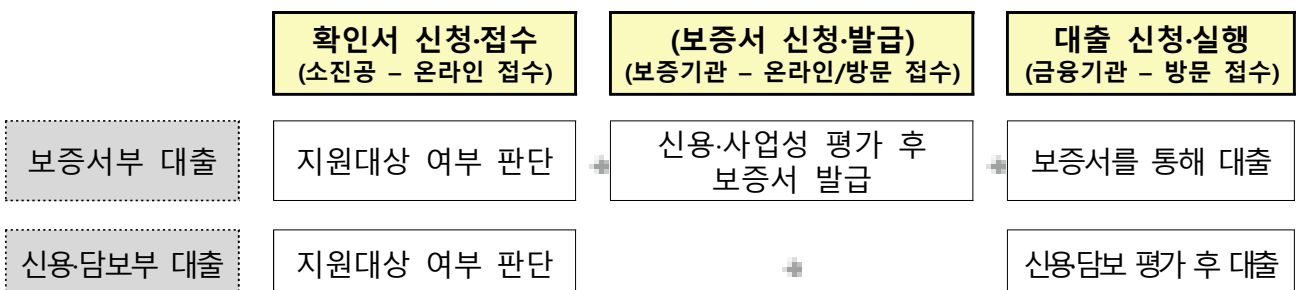 확인서 신청·접수
(소진공 – 온라인 접수)
(보증서 신청·발급)
(보증기관 – 온라인/방문 접수)
대출 신청·실행
(금융기관 – 방문 접수)
보증서부 대출
지원대상 여부 판단
신용·사업성 평가 후
보증서 발급
보증서를 통해 대출
신용·담보부 대출
지원대상 여부 판단
신용·담보 평가 후 대출